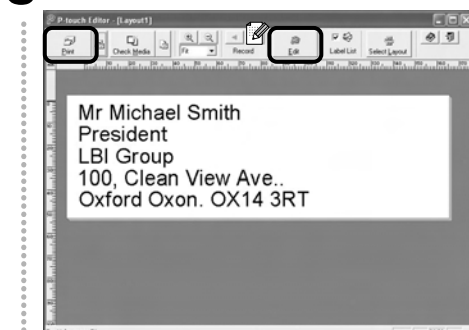 P-touch Editor - [Layout1]
Print Check Media Fit Record Edit Label List Select Layout
Mr Michael Smith
President
LBI Group
100, Clean View Ave..
Oxford Oxon. OX14 3RT